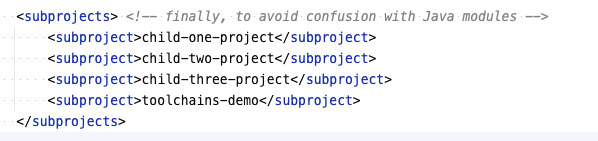 <subprojects> <!-- finally, to avoid confusion with Java modules -->
<subproject>child-one-project</subproject>
<subproject>child-two-project</subproject>
<subproject>child-three-project</subproject>
<subproject>toolchains-demo</subproject>
</subprojects>